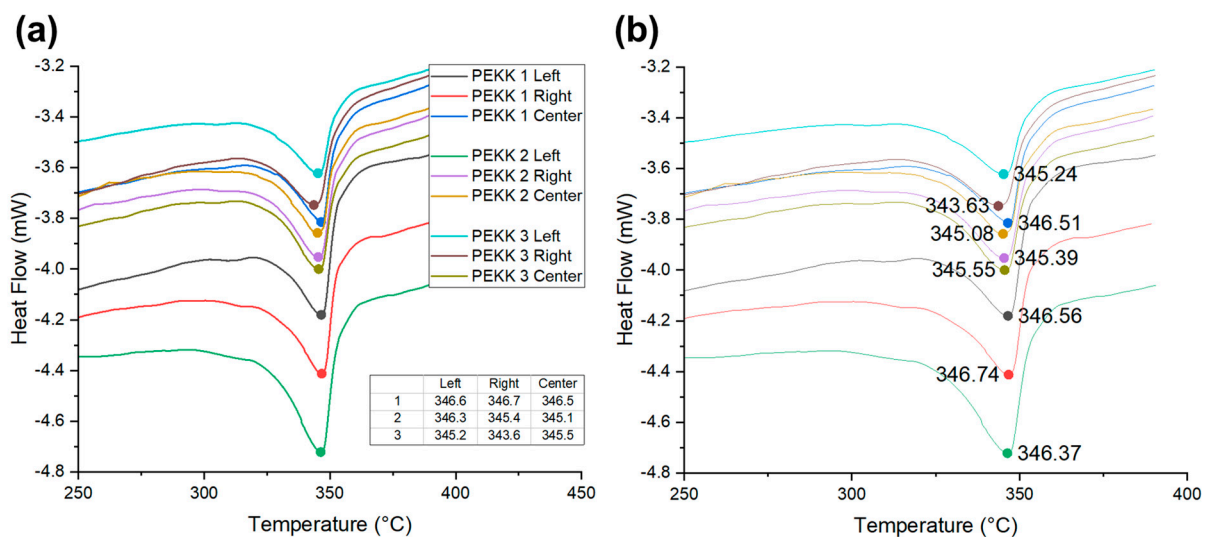 (a)
(b)
-3.2
-3.4
-3.6
-3.8
-4.0
-4.2
-4.4
-4.6
-4.8
Heat Flow (mW)
250 300 350 400 450
Temperature (°C)
PEKK 1 Left
PEKK 1 Right
PEKK 1 Center
PEKK 2 Left
PEKK 2 Right
PEKK 2 Center
PEKK 3 Left
PEKK 3 Right
PEKK 3 Center
Left Right Center
1 346.6 346.7 346.5
2 346.3 345.4 345.1
3 345.2 343.6 345.5
-3.2
-3.4
-3.6
-3.8
-4.0
-4.2
-4.4
-4.6
-4.8
Heat Flow (mW)
345.24
343.63
346.51
345.08
345.39
345.55
346.56
346.74
346.37
250 300 350 400
Temperature (°C)